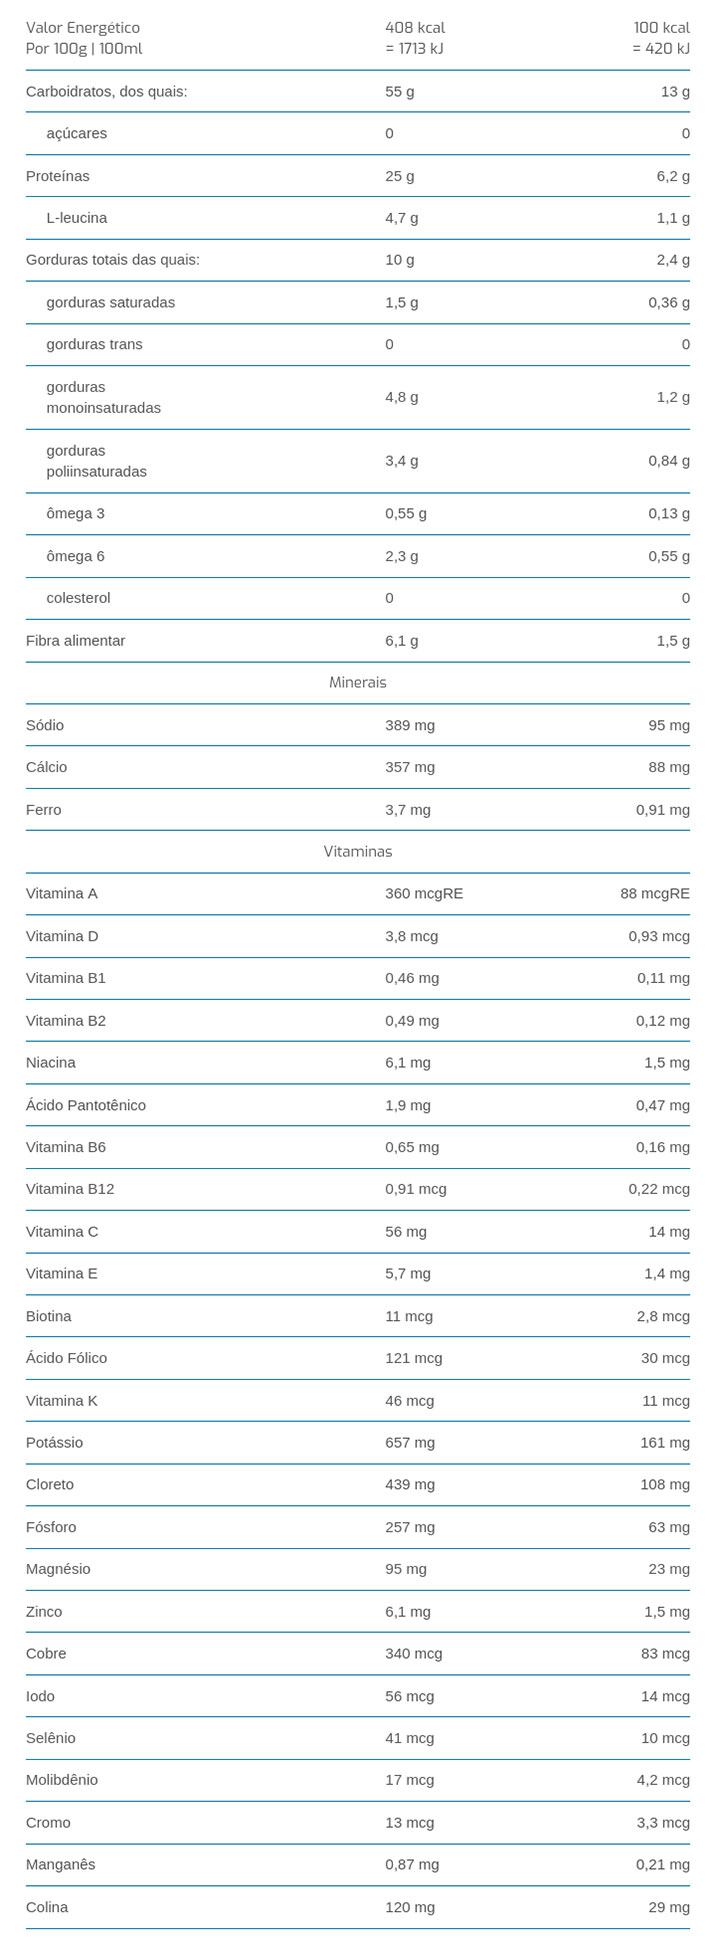 Valor Energético 408 kcal 100 kcal
Por 100g | 100ml = 1713 kJ = 420 kJ
Carboidratos, dos quais: 55 g 13 g
açúcares 0 0
Proteínas 25 g 6,2 g
L-leucina 4,7 g 1,1 g
Gorduras totais das quais: 10 g 2,4 g
gorduras saturadas 1,5 g 0,36 g
gorduras trans 0 0
gorduras
monoinsaturadas 4,8 g 1,2 g
gorduras
poliinsaturadas 3,4 g 0,84 g
ômega 3 0,55 g 0,13 g
ômega 6 2,3 g 0,55 g
colesterol 0 0
Fibra alimentar 6,1 g 1,5 g
Minerais
Sódio 389 mg 95 mg
Cálcio 357 mg 88 mg
Ferro 3,7 mg 0,91 mg
Vitaminas
Vitamina A 360 mcgRE 88 mcgRE
Vitamina D 3,8 mcg 0,93 mcg
Vitamina B1 0,46 mg 0,11 mg
Vitamina B2 0,49 mg 0,12 mg
Niacina 6,1 mg 1,5 mg
Ácido Pantotênico 1,9 mg 0,47 mg
Vitamina B6 0,65 mg 0,16 mg
Vitamina B12 0,91 mcg 0,22 mcg
Vitamina C 56 mg 14 mg
Vitamina E 5,7 mg 1,4 mg
Biotina 11 mcg 2,8 mcg
Ácido Fólico 121 mcg 30 mcg
Vitamina K 46 mcg 11 mcg
Potássio 657 mg 161 mg
Cloreto 439 mg 108 mg
Fósforo 257 mg 63 mg
Magnésio 95 mg 23 mg
Zinco 6,1 mg 1,5 mg
Cobre 340 mcg 83 mcg
Iodo 56 mcg 14 mcg
Selênio 41 mcg 10 mcg
Molibdênio 17 mcg 4,2 mcg
Cromo 13 mcg 3,3 mcg
Manganês 0,87 mg 0,21 mg
Colina 120 mg 29 mg